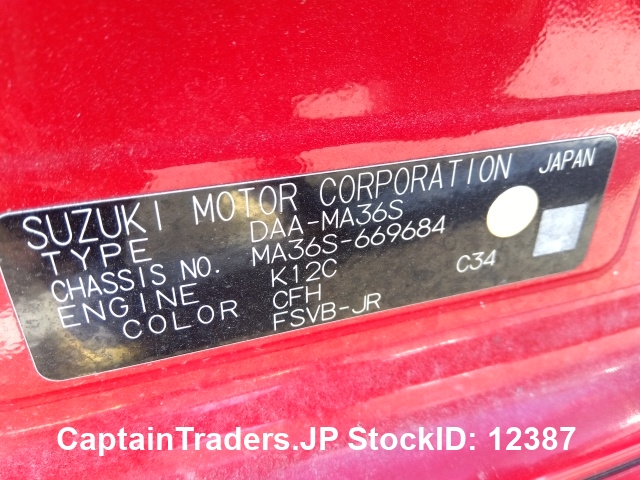 SUZUKI MOTOR CORPORATION JAPAN
TYPE DAA-MA36S
CHASSIS NO. MA36S-669684
ENGINE K12C C34
COLOR CFH
FSVB-JR
CaptainTraders.JP StockID: 12387